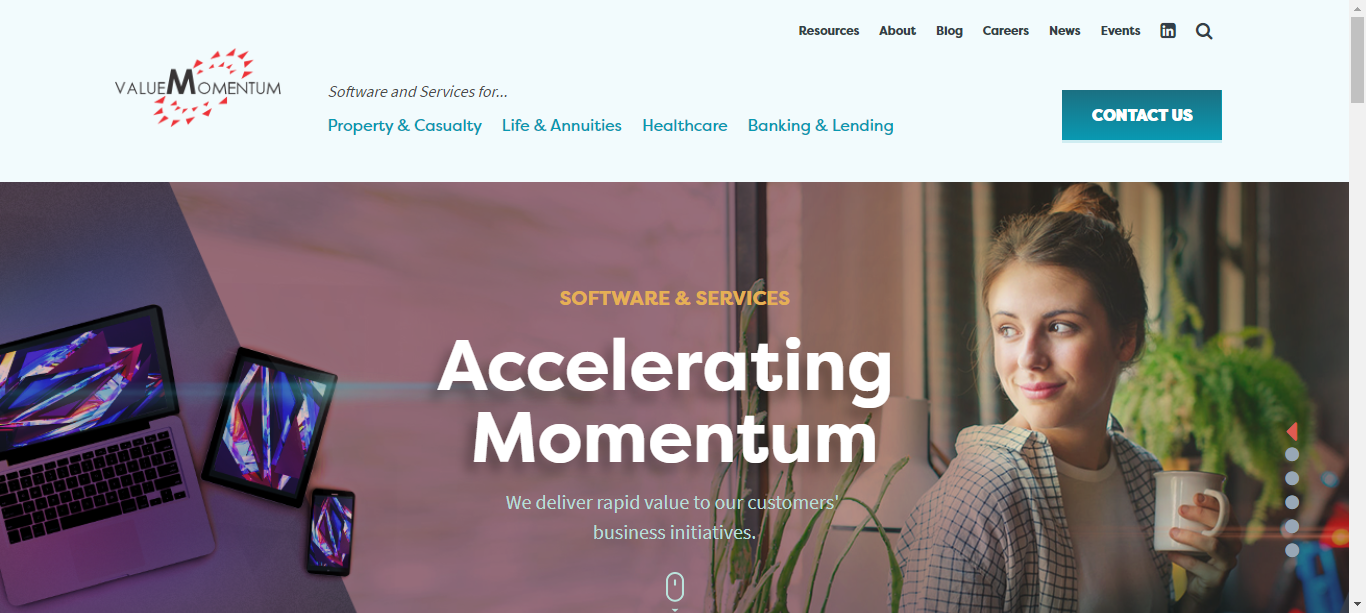 Resources About Blog Careers News Events in
VALUEMOMENTUM
Software and Services for...
Property & Casualty Life & Annuities Healthcare Banking & Lending
CONTACT US
SOFTWARE & SERVICES
Accelerating
Momentum
We deliver rapid value to our customers'
business initiatives.